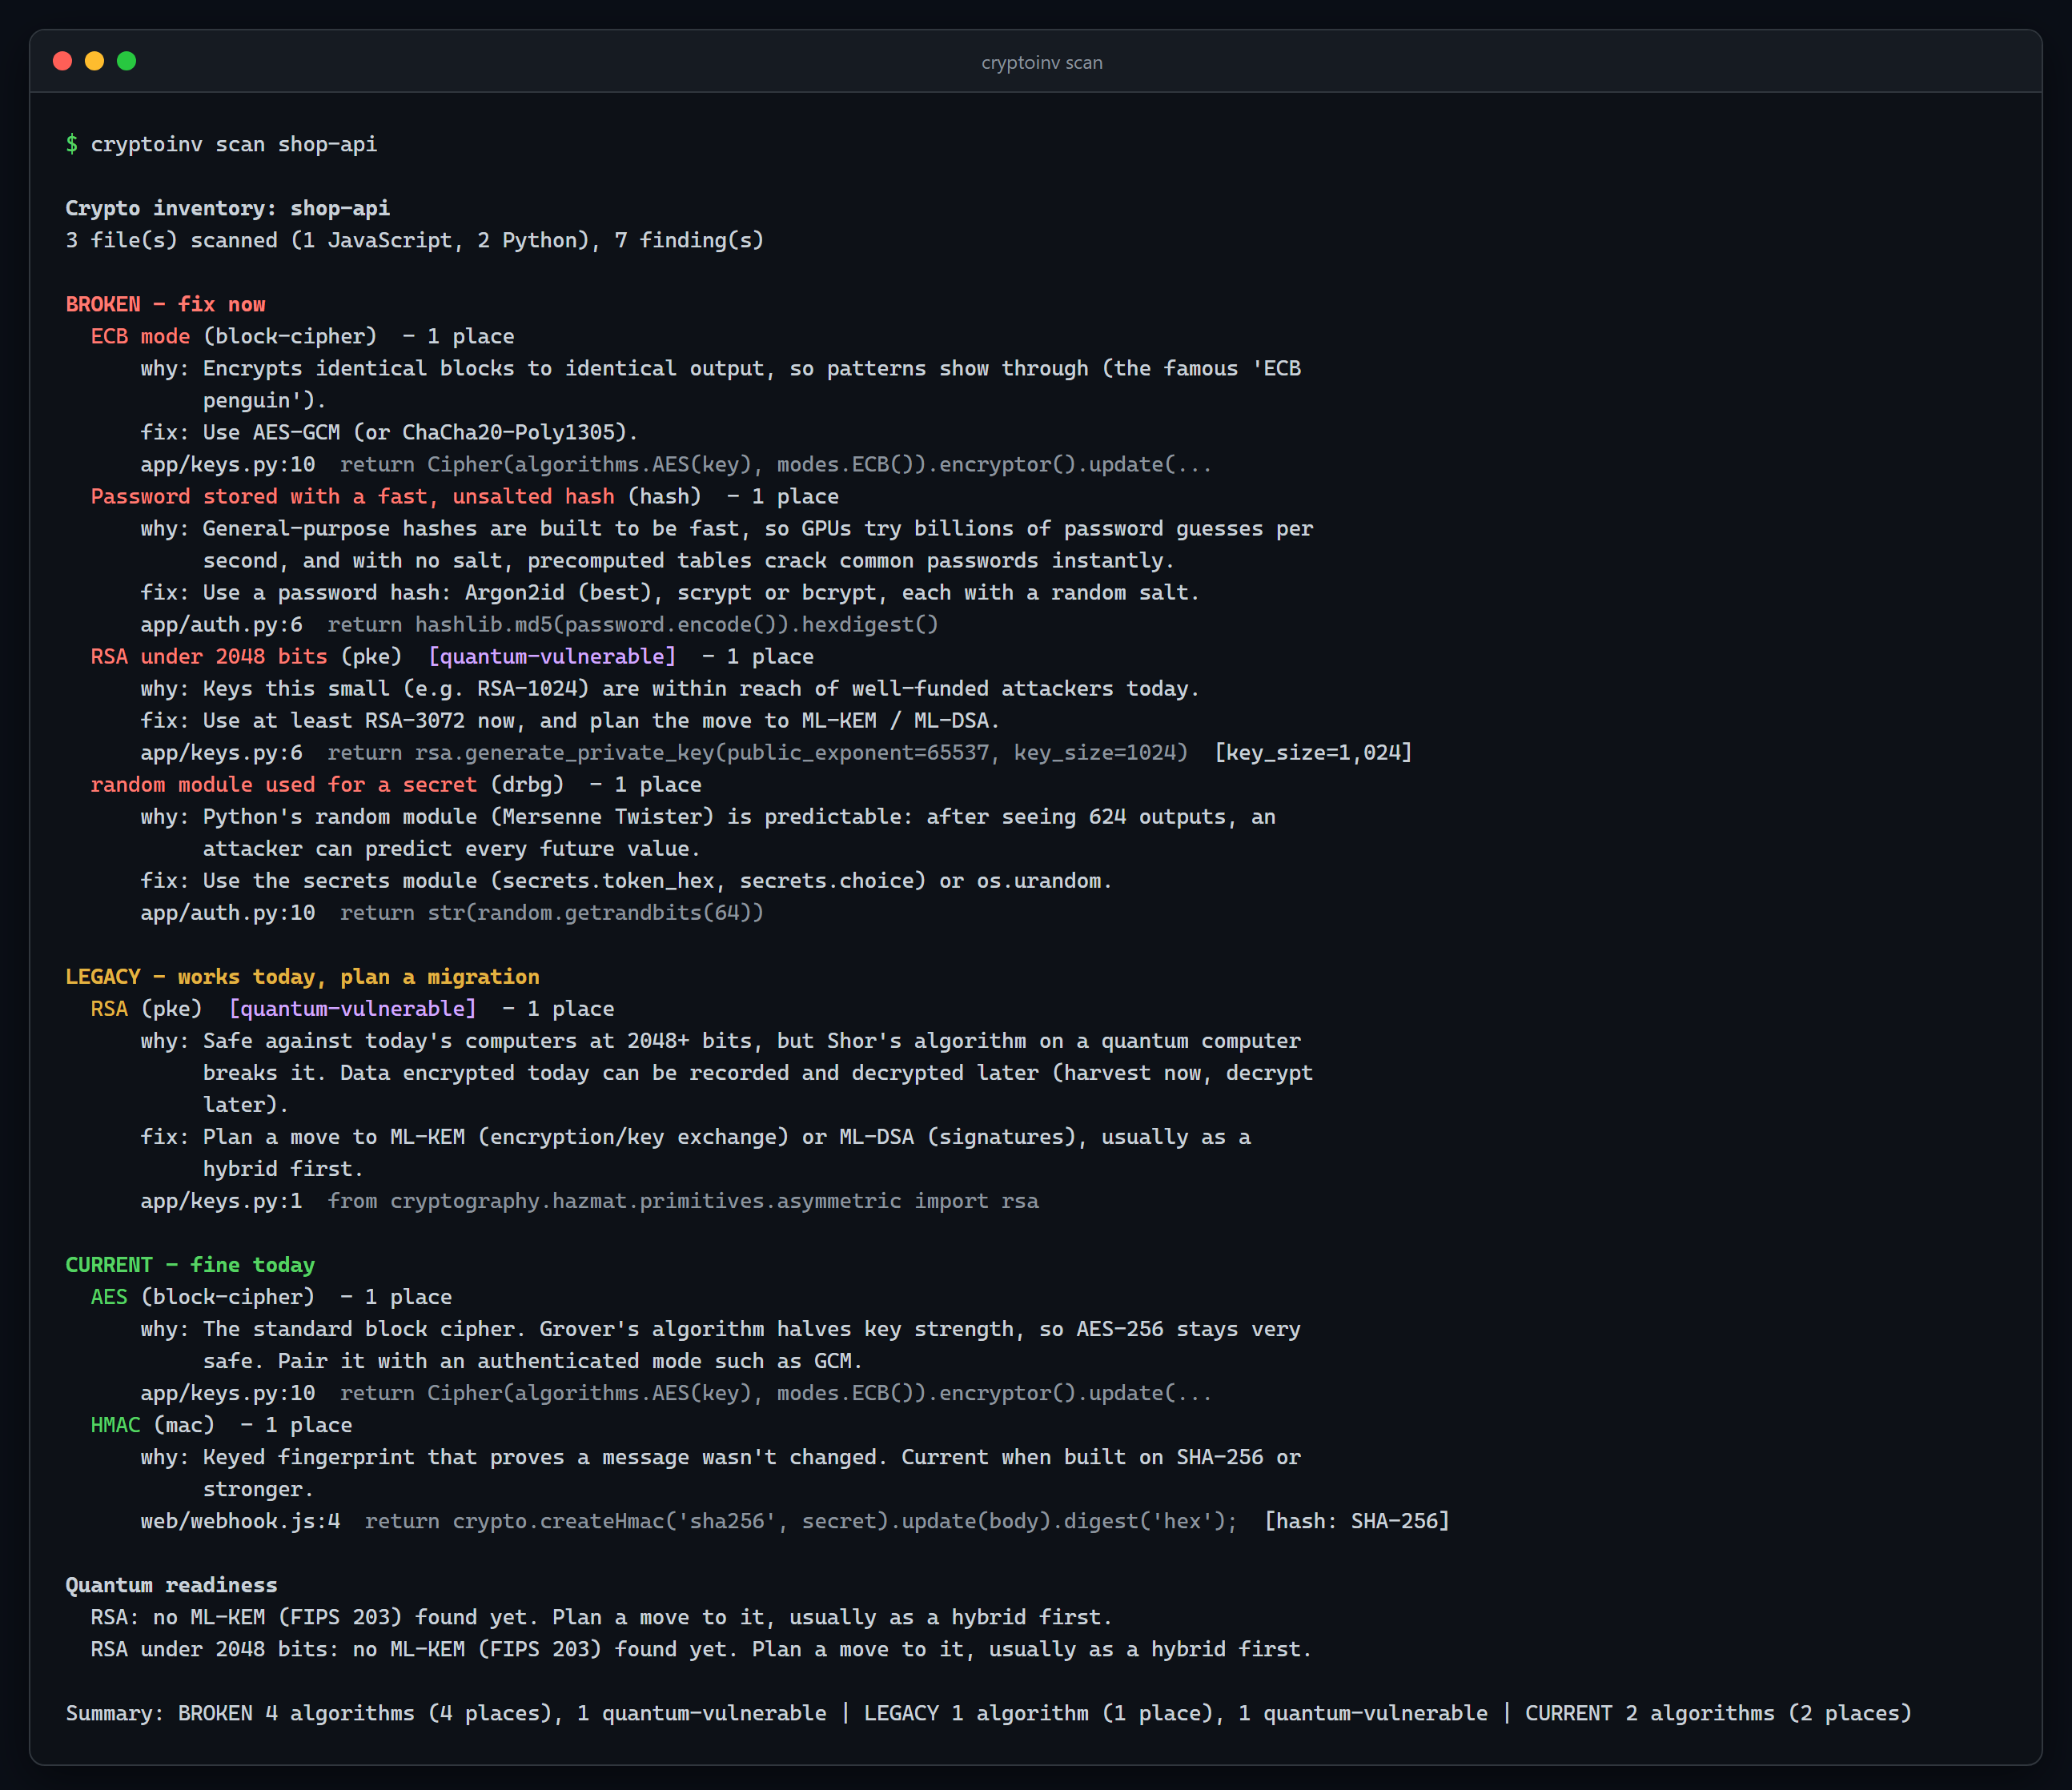 cryptoinv scan
$ cryptoinv scan shop-api
Crypto inventory: shop-api
3 file(s) scanned (1 JavaScript, 2 Python), 7 finding(s)
BROKEN - fix now
ECB mode (block-cipher)  - 1 place
why: Encrypts identical blocks to identical output, so patterns show through (the famous 'ECB
penguin').
fix: Use AES-GCM (or ChaCha20-Poly1305).
app/keys.py:10  return Cipher(algorithms.AES(key), modes.ECB()).encryptor().update(...
Password stored with a fast, unsalted hash (hash)  - 1 place
why: General-purpose hashes are built to be fast, so GPUs try billions of password guesses per
second, and with no salt, precomputed tables crack common passwords instantly.
fix: Use a password hash: Argon2id (best), scrypt or bcrypt, each with a random salt.
app/auth.py:6  return hashlib.md5(password.encode()).hexdigest()
RSA under 2048 bits (pke)  [quantum-vulnerable]  - 1 place
why: Keys this small (e.g. RSA-1024) are within reach of well-funded attackers today.
fix: Use at least RSA-3072 now, and plan the move to ML-KEM / ML-DSA.
app/keys.py:6  return rsa.generate_private_key(public_exponent=65537, key_size=1024)  [key_size=1,024]
random module used for a secret (drbg)  - 1 place
why: Python's random module (Mersenne Twister) is predictable: after seeing 624 outputs, an
attacker can predict every future value.
fix: Use the secrets module (secrets.token_hex, secrets.choice) or os.urandom.
app/auth.py:10  return str(random.getrandbits(64))
LEGACY - works today, plan a migration
RSA (pke)  [quantum-vulnerable]  - 1 place
why: Safe against today's computers at 2048+ bits, but Shor's algorithm on a quantum computer
breaks it. Data encrypted today can be recorded and decrypted later (harvest now, decrypt
later).
fix: Plan a move to ML-KEM (encryption/key exchange) or ML-DSA (signatures), usually as a
hybrid first.
app/keys.py:1  from cryptography.hazmat.primitives.asymmetric import rsa
CURRENT - fine today
AES (block-cipher)  - 1 place
why: The standard block cipher. Grover's algorithm halves key strength, so AES-256 stays very
safe. Pair it with an authenticated mode such as GCM.
app/keys.py:10  return Cipher(algorithms.AES(key), modes.ECB()).encryptor().update(...
HMAC (mac)  - 1 place
why: Keyed fingerprint that proves a message wasn't changed. Current when built on SHA-256 or
stronger.
web/webhook.js:4  return crypto.createHmac('sha256', secret).update(body).digest('hex');  [hash: SHA-256]
Quantum readiness
RSA: no ML-KEM (FIPS 203) found yet. Plan a move to it, usually as a hybrid first.
RSA under 2048 bits: no ML-KEM (FIPS 203) found yet. Plan a move to it, usually as a hybrid first.
Summary: BROKEN 4 algorithms (4 places), 1 quantum-vulnerable | LEGACY 1 algorithm (1 place), 1 quantum-vulnerable | CURRENT 2 algorithms (2 places)